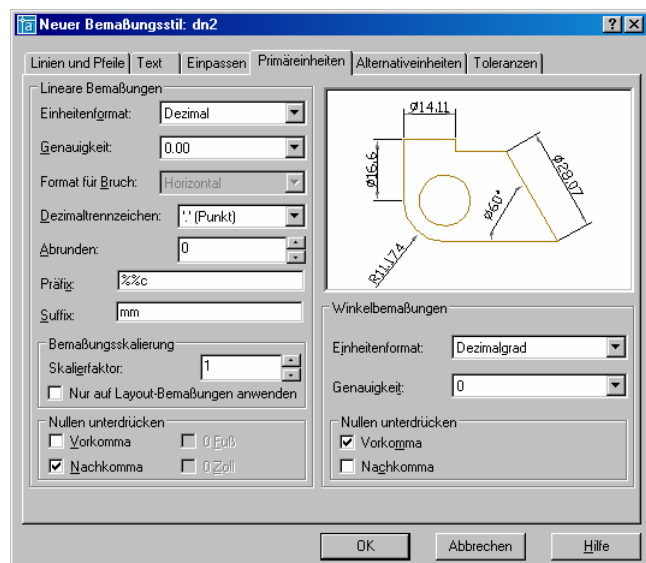 Neuer Bemaßungsstil: dn2
Linien und Pfeile Text Einpassen Primäreinheiten Alternativeinheiten Toleranzen
Lineare Bemaßungen
Einheitenformat: Dezimal
Genauigkeit: 0.00
Format für Bruch: Horizontal
Dezimaltrennzeichen: '.' (Punkt)
Abrunden: 0
Präfix: %%c
Suffix: mm
Bemaßungsskalierung
Skalierfaktor: 1
Nur auf Layout-Bemaßungen anwenden
Nullen unterdrücken
Vorkomma 0 Fuß
Nachkomma 0 Zoll
Ø14,11
Ø16,6
Ø28,07
Ø60°
R11,174
Winkelbemaßungen
Einheitenformat: Dezimalgrad
Genauigkeit: 0
Nullen unterdrücken
Vorkomma
Nachkomma
OK Abbrechen Hilfe